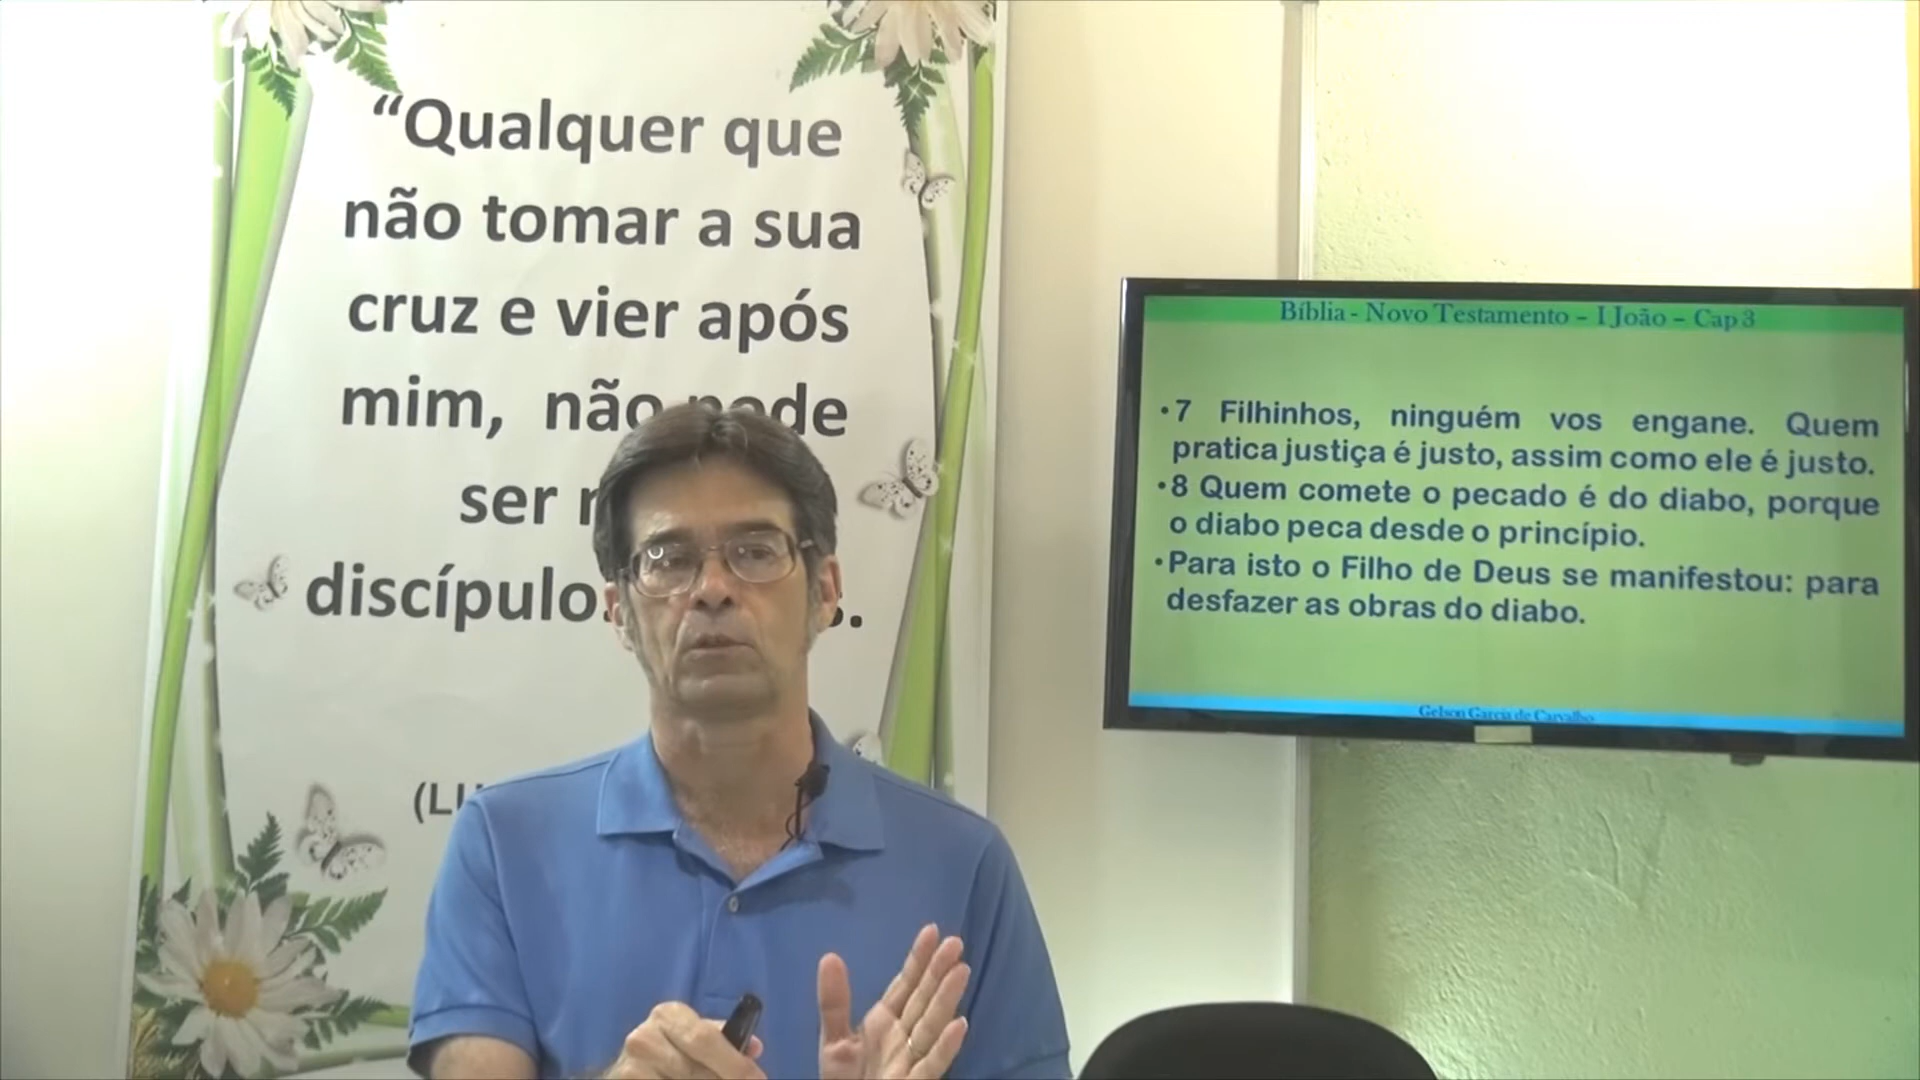 “Qualquer que
não tomar a sua
cruz e vier após
mim, não
ser
discípulo.
Bíblia - Novo Testamento – I João – Cap 3
•7 Filhinhos, ninguém vos engane. Quem
pratica justiça é justo, assim como ele é justo.
•8 Quem comete o pecado é do diabo, porque
o diabo peca desde o princípio.
•Para isto o Filho de Deus se manifestou: para
desfazer as obras do diabo.
Gelson Garcia de Carvalho